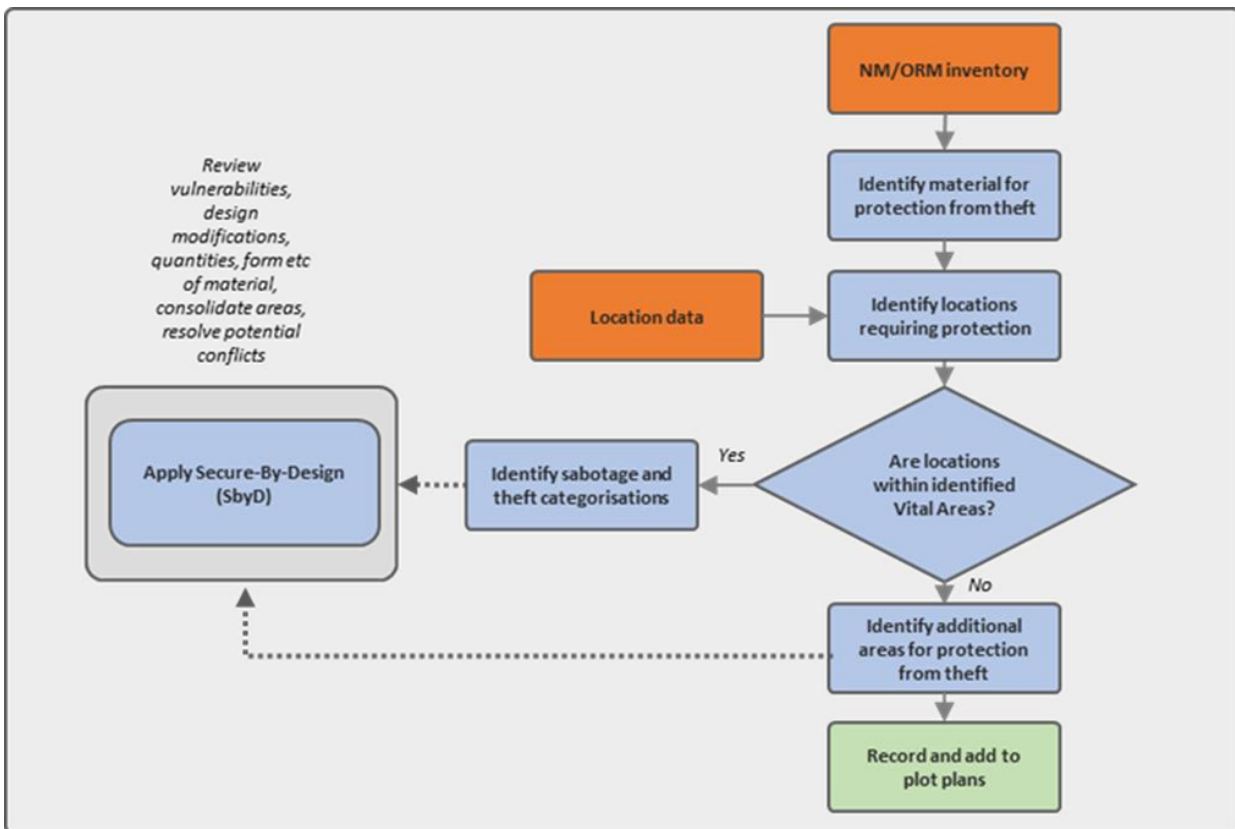 NM/ORM inventory
Identify material for
protection from theft
Review
vulnerabilities,
design
modifications,
quantities, form etc
of material,
consolidate areas,
resolve potential
conflicts
Location data
Identify locations
requiring protection
Apply Secure-By-Design
(SbyD)
Identify sabotage and
theft categorisations
Yes
Are locations
within identified
Vital Areas?
No
Identify additional
areas for protection
from theft
Record and add to
plot plans